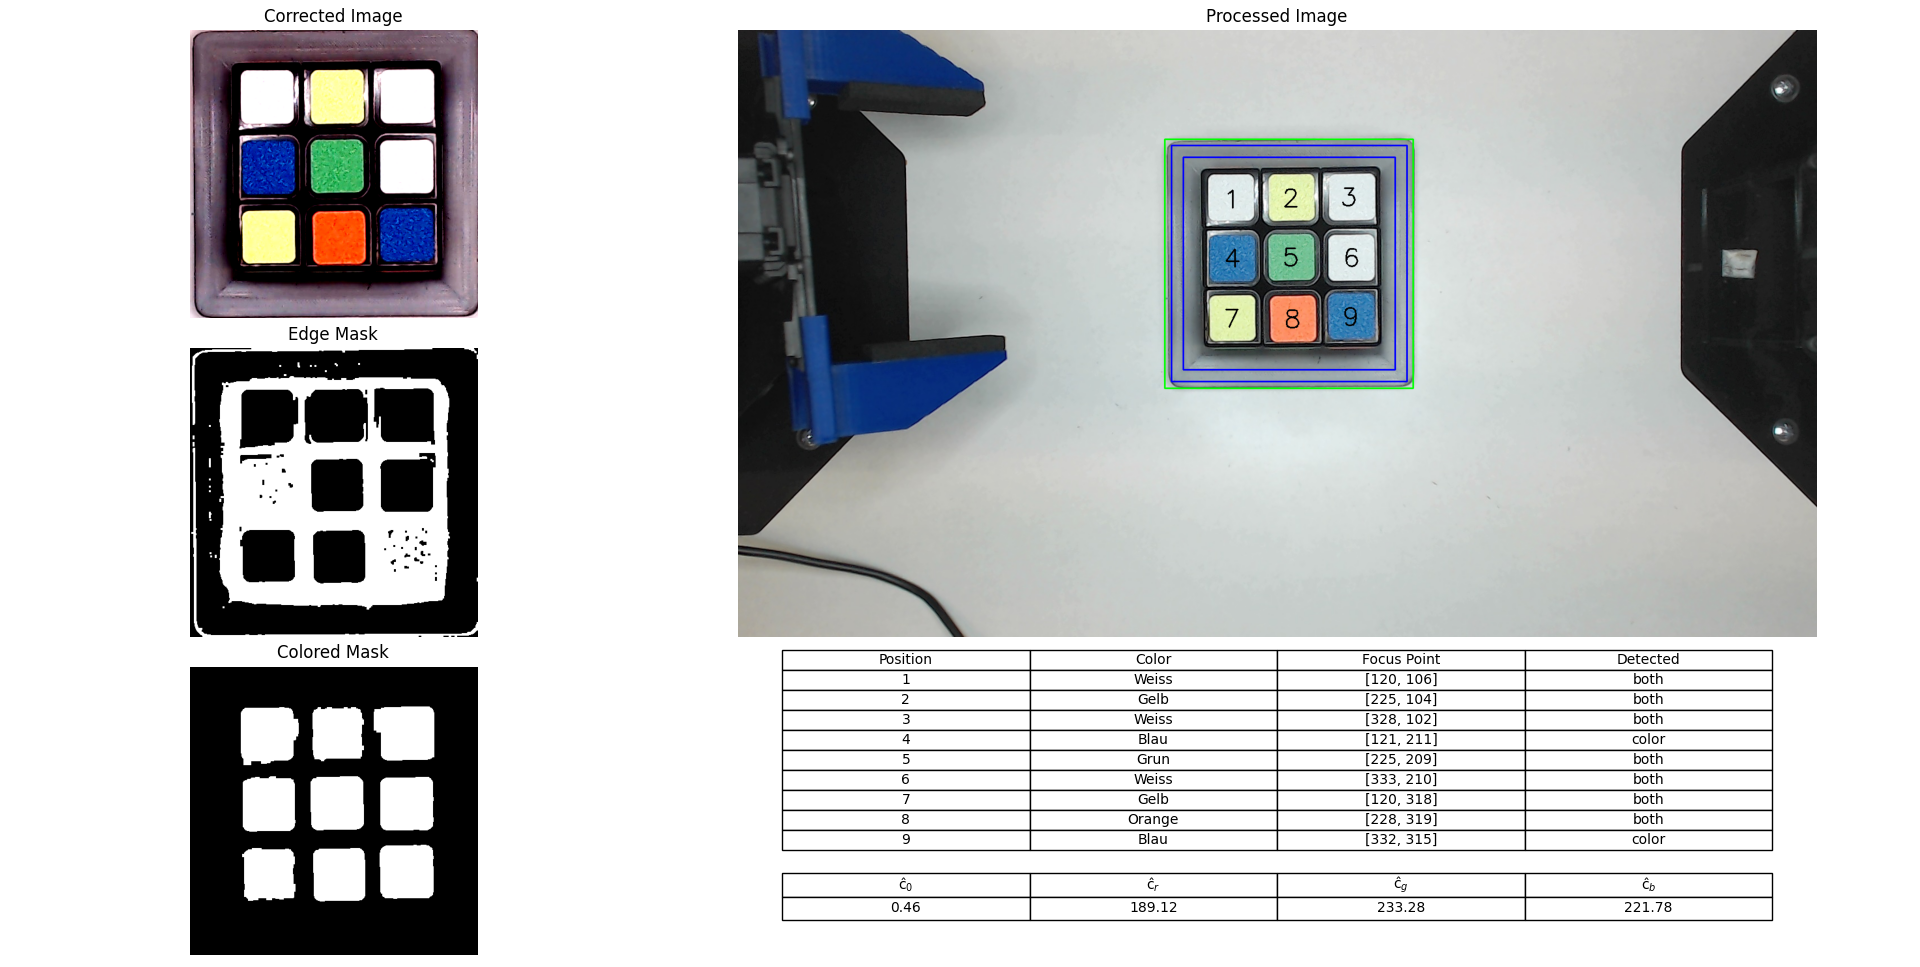 Corrected Image
Processed Image
1 2 3
4 5 6
7 8 9
Edge Mask
Colored Mask
Position Color Focus Point Detected
1 Weiss [120, 106] both
2 Gelb [225, 104] both
3 Weiss [328, 102] both
4 Blau [121, 211] color
5 Grun [225, 209] both
6 Weiss [333, 210] both
7 Gelb [120, 318] both
8 Orange [228, 319] both
9 Blau [332, 315] color
ĉ₀ ĉᵣ ĉg ĉb
0.46 189.12 233.28 221.78